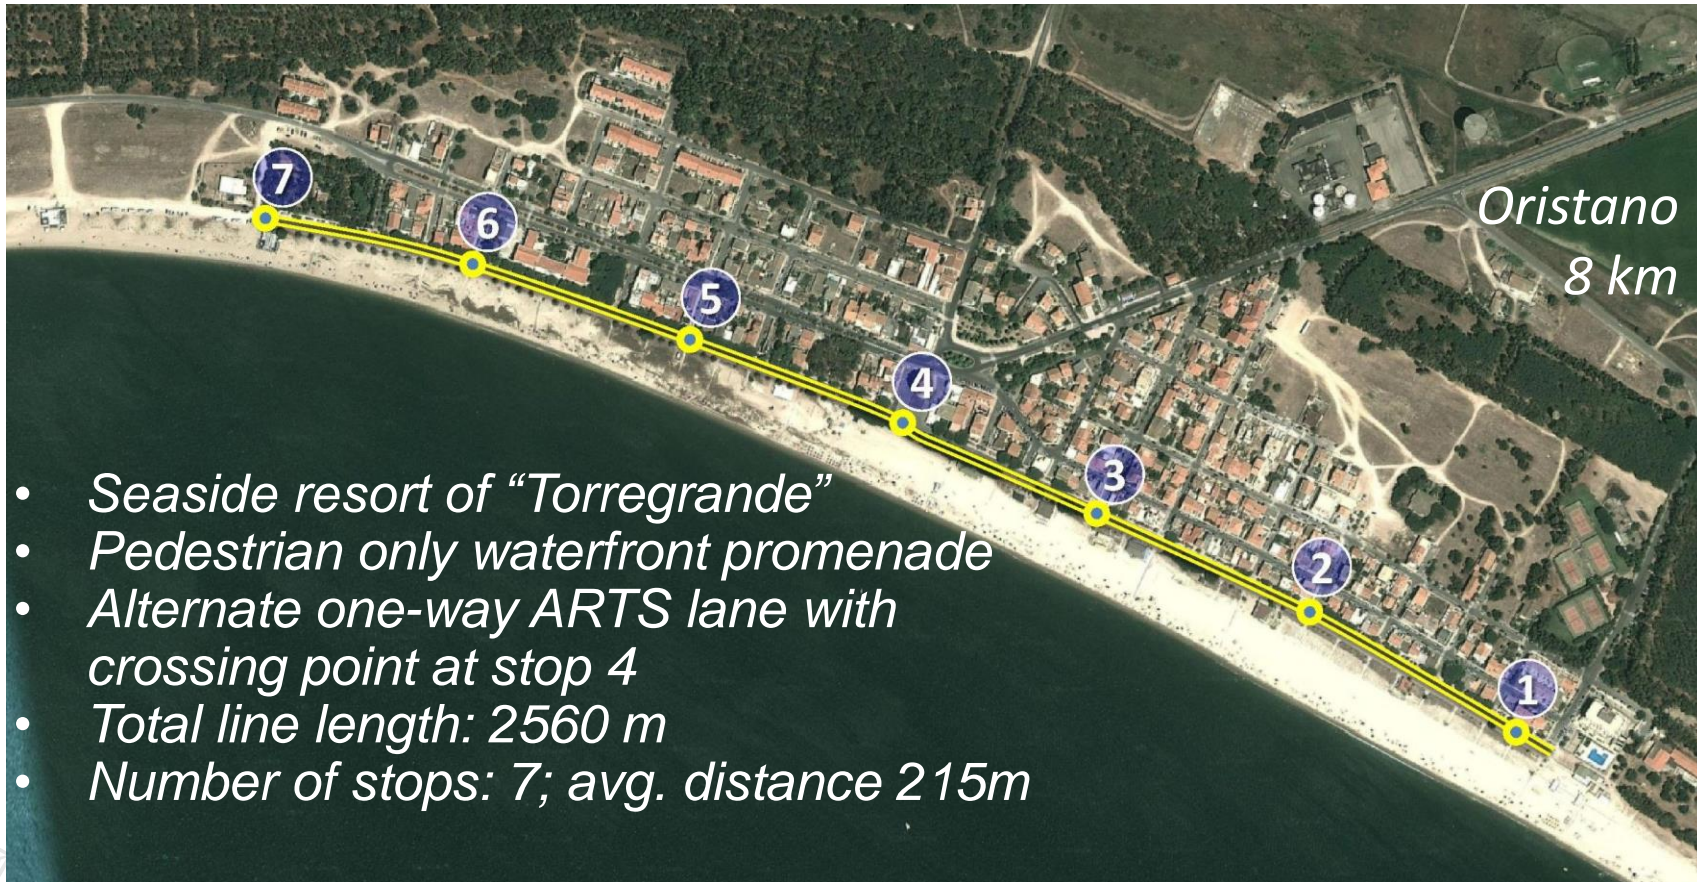 7
6
5
4
3
2
1
Oristano
8 km
• Seaside resort of “Torregrande”
• Pedestrian only waterfront promenade
• Alternate one-way ARTS lane with
crossing point at stop 4
• Total line length: 2560 m
• Number of stops: 7; avg. distance 215m